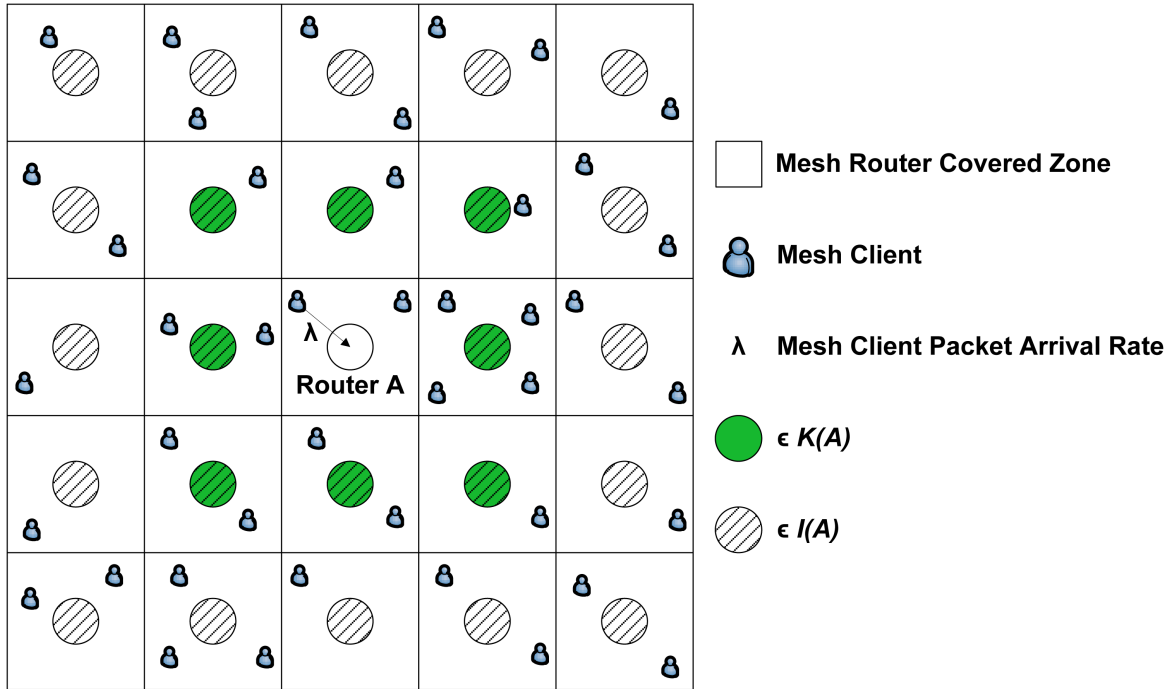 Mesh Router Covered Zone
Mesh Client
λ
Router A
λ Mesh Client Packet Arrival Rate
ϵ K(A)
ϵ I(A)